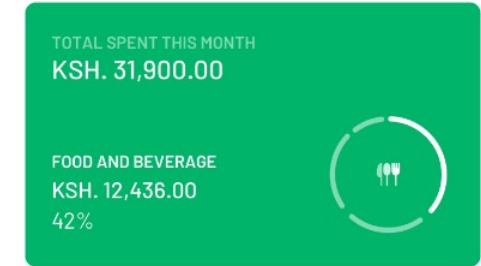 TOTAL SPENT THIS MONTH
KSH. 31,900.00
FOOD AND BEVERAGE
KSH. 12,436.00
42%